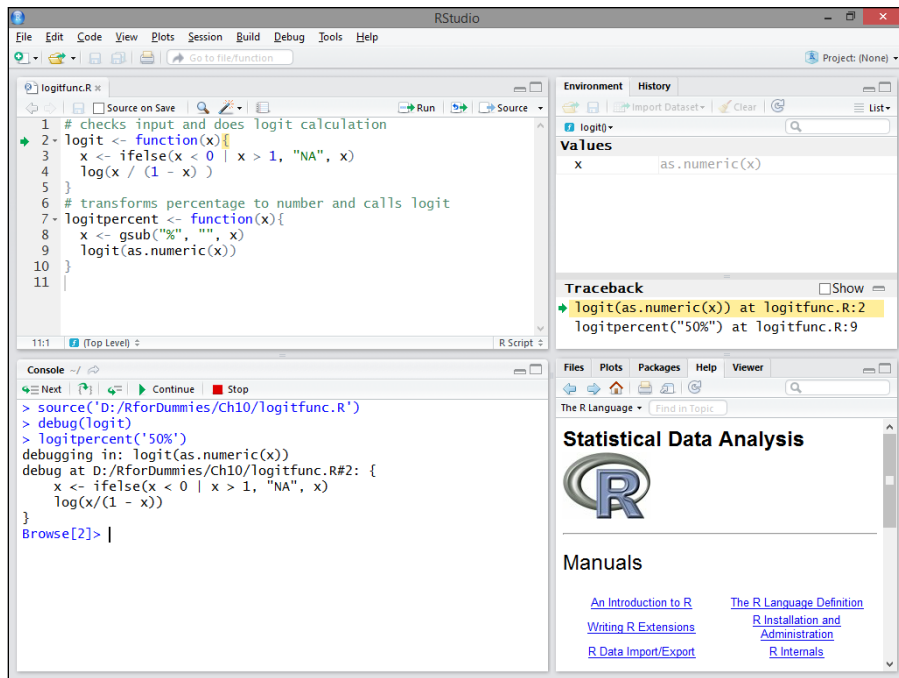 RStudio
File Edit Code View Plots Session Build Debug Tools Help
Go to file/function
Project: (None)
logitfunc.R
Source on Save
Run
Source
1 # checks input and does logit calculation
2 logit <- function(x){
3   x <- ifelse(x < 0 | x > 1, "NA", x)
4   log(x / (1 - x) )
5 }
6 # transforms percentage to number and calls logit
7 logitpercent <- function(x){
8   x <- gsub("%", "", x)
9   logit(as.numeric(x))
10 }
11
11:1 (Top Level) R Script
Console ~/
Next Continue Stop
> source('D:/RforDummies/Ch10/logitfunc.R')
> debug(logit)
> logitpercent('50%')
debugging in: logit(as.numeric(x))
debug at D:/RforDummies/Ch10/logitfunc.R#2: {
    x <- ifelse(x < 0 | x > 1, "NA", x)
    log(x/(1 - x))
}
Browse[2]>
Environment History
Import Dataset Clear List
logit()
Values
x as.numeric(x)
Traceback Show
logit(as.numeric(x)) at logitfunc.R:2
logitpercent("50%") at logitfunc.R:9
Files Plots Packages Help Viewer
The R Language Find in Topic
Statistical Data Analysis
R
Manuals
An Introduction to R The R Language Definition
Writing R Extensions R Installation and
Administration
R Data Import/Export R Internals